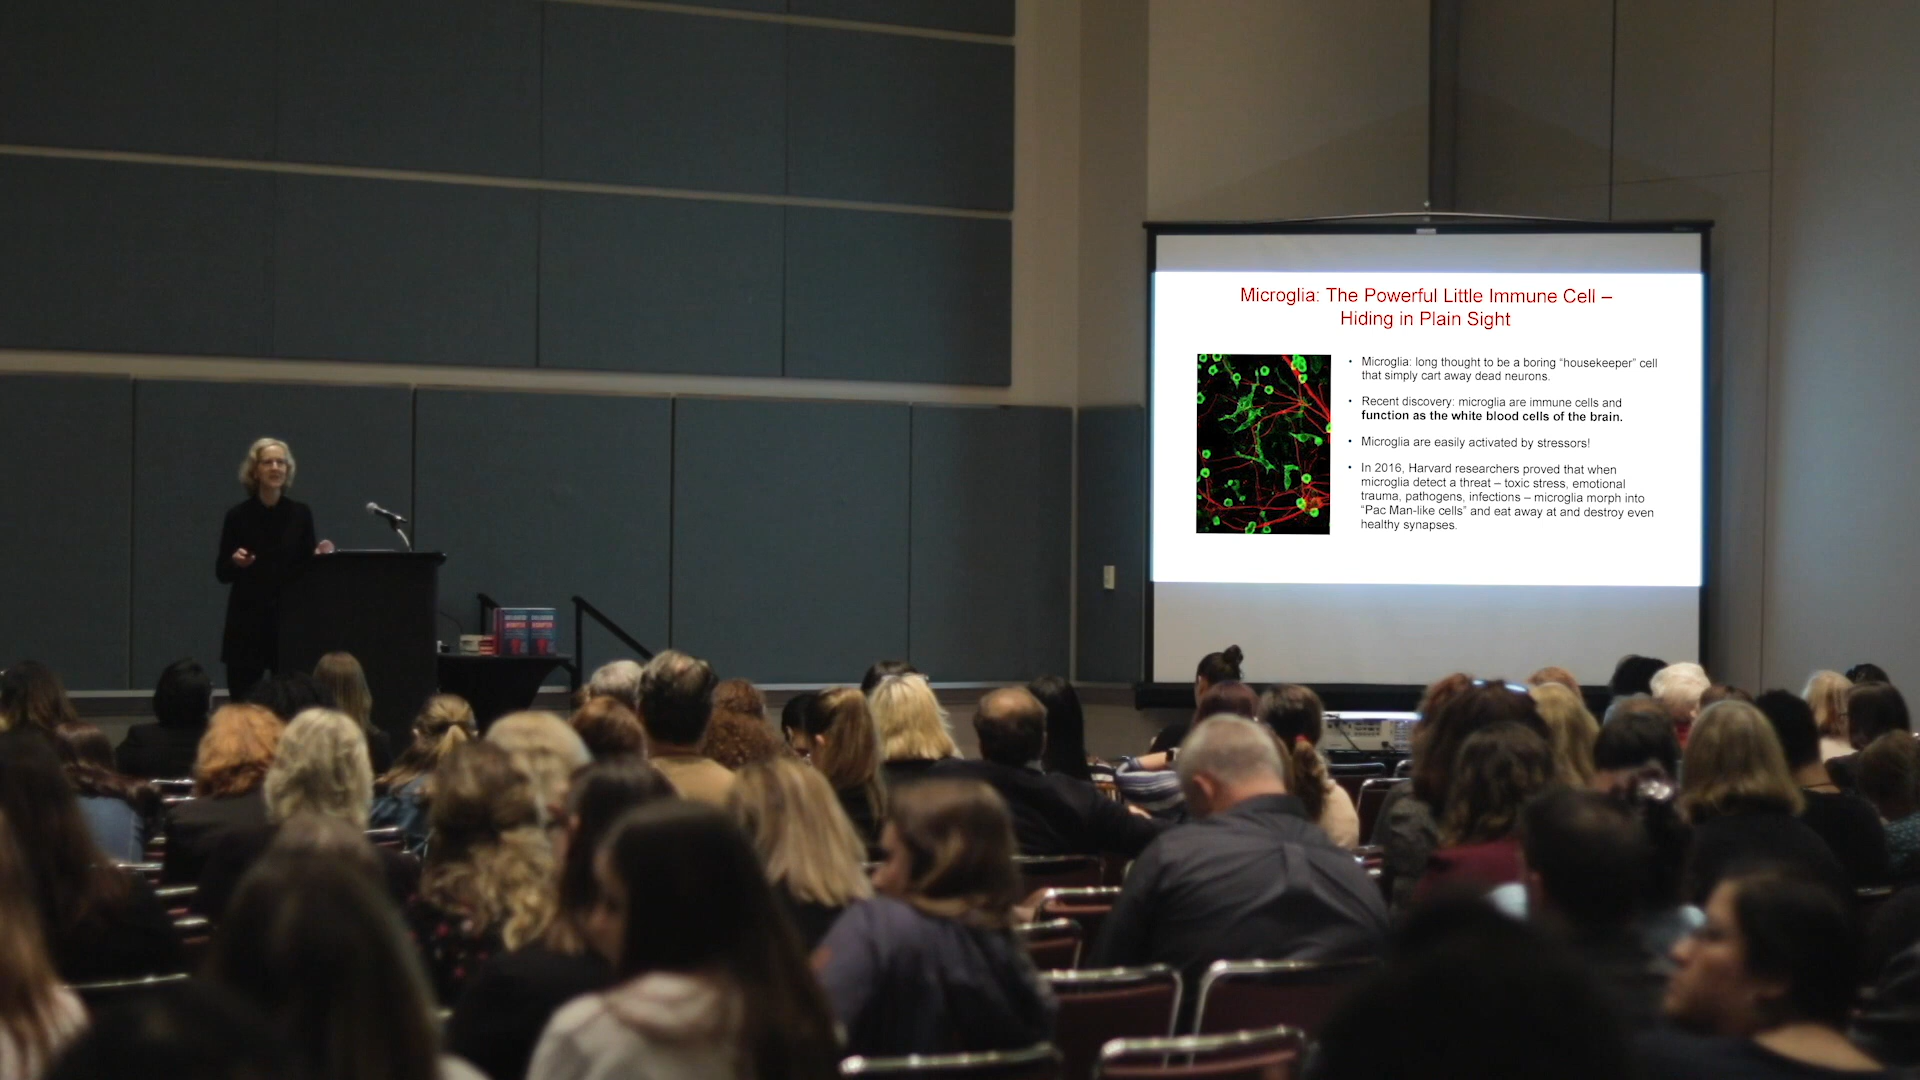 Microglia: The Powerful Little Immune Cell –
Hiding in Plain Sight
• Microglia: long thought to be a boring “housekeeper” cell
that simply cart away dead neurons.
• Recent discovery: microglia are immune cells and
function as the white blood cells of the brain.
• Microglia are easily activated by stressors!
• In 2016, Harvard researchers proved that when
microglia detect a threat – toxic stress, emotional
trauma, pathogens, infections – microglia morph into
“Pac Man-like cells” and eat away at and destroy even
healthy synapses.